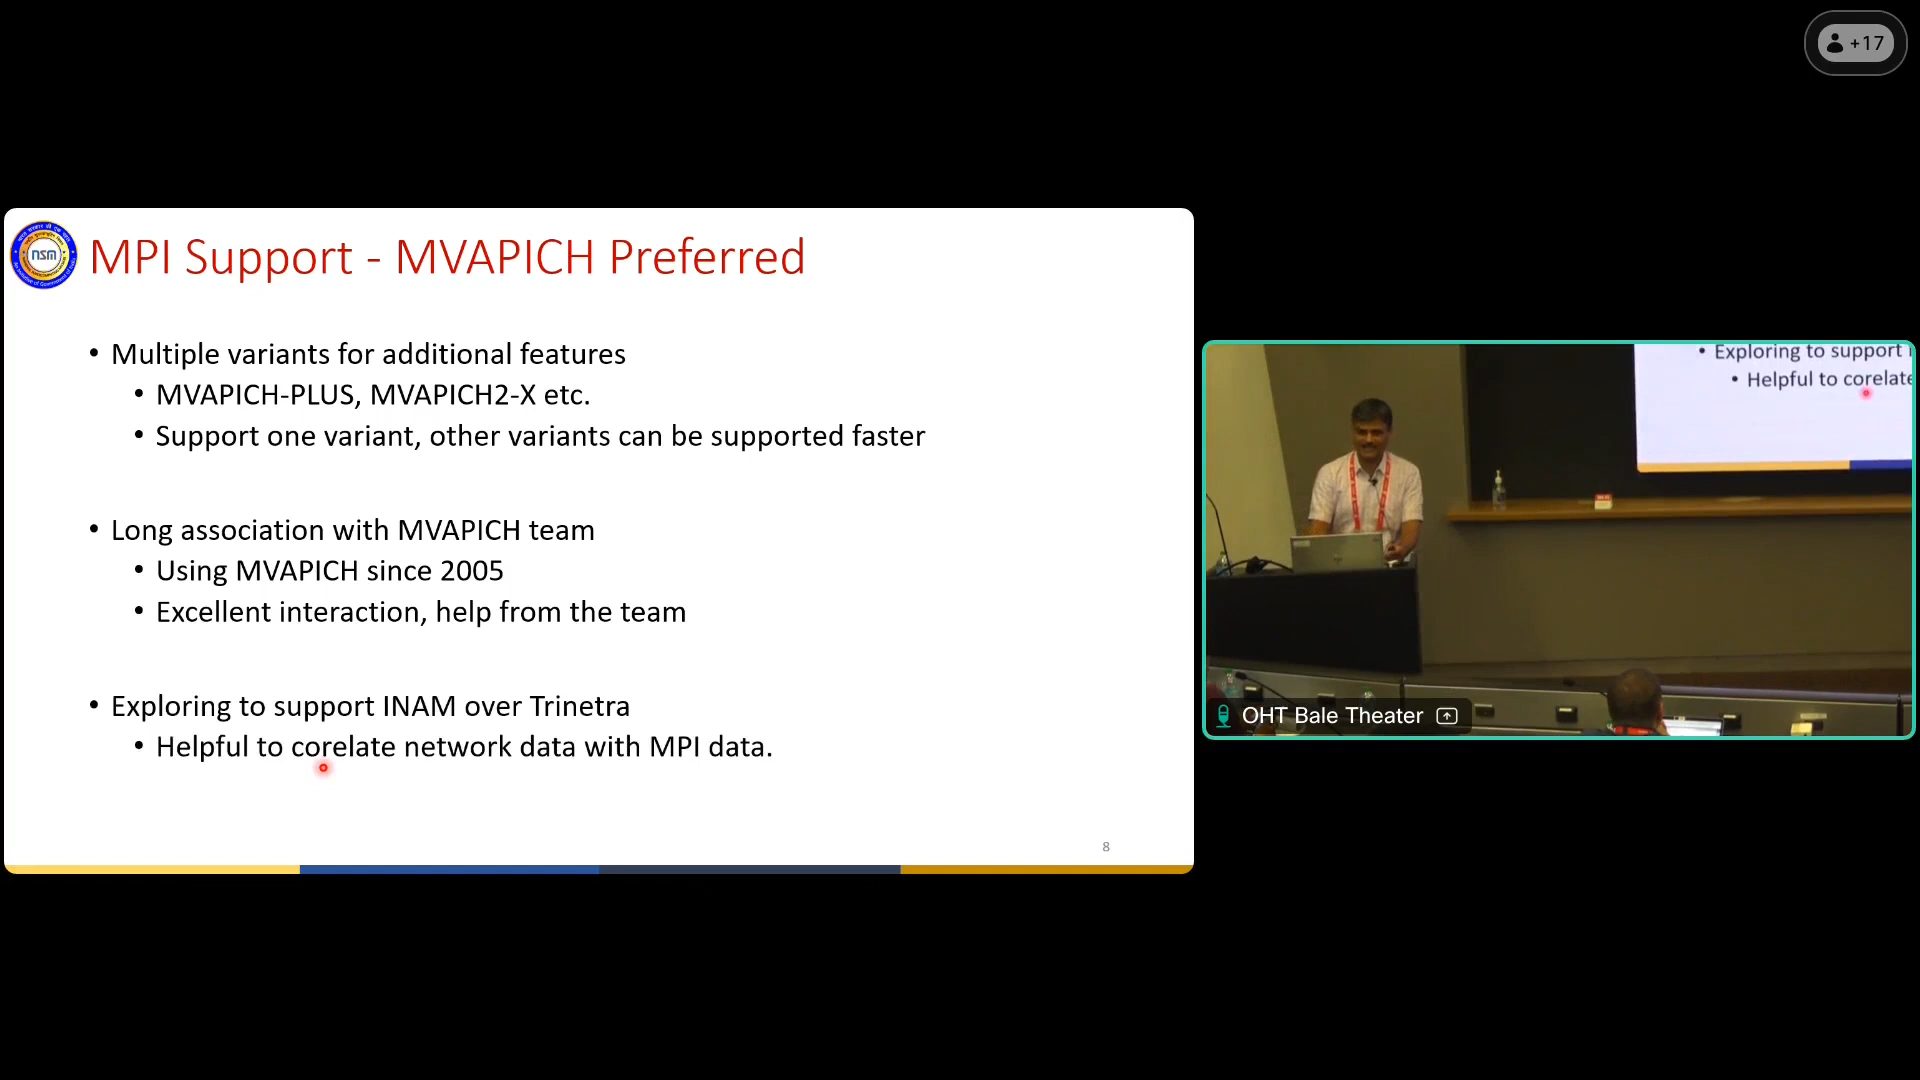 +17
nsm
MPI Support - MVAPICH Preferred
• Multiple variants for additional features
• MVAPICH-PLUS, MVAPICH2-X etc.
• Support one variant, other variants can be supported faster
• Long association with MVAPICH team
• Using MVAPICH since 2005
• Excellent interaction, help from the team
• Exploring to support INAM over Trinetra
• Helpful to corelate network data with MPI data.
8
• Exploring to support
• Helpful to corelate
OHT Bale Theater